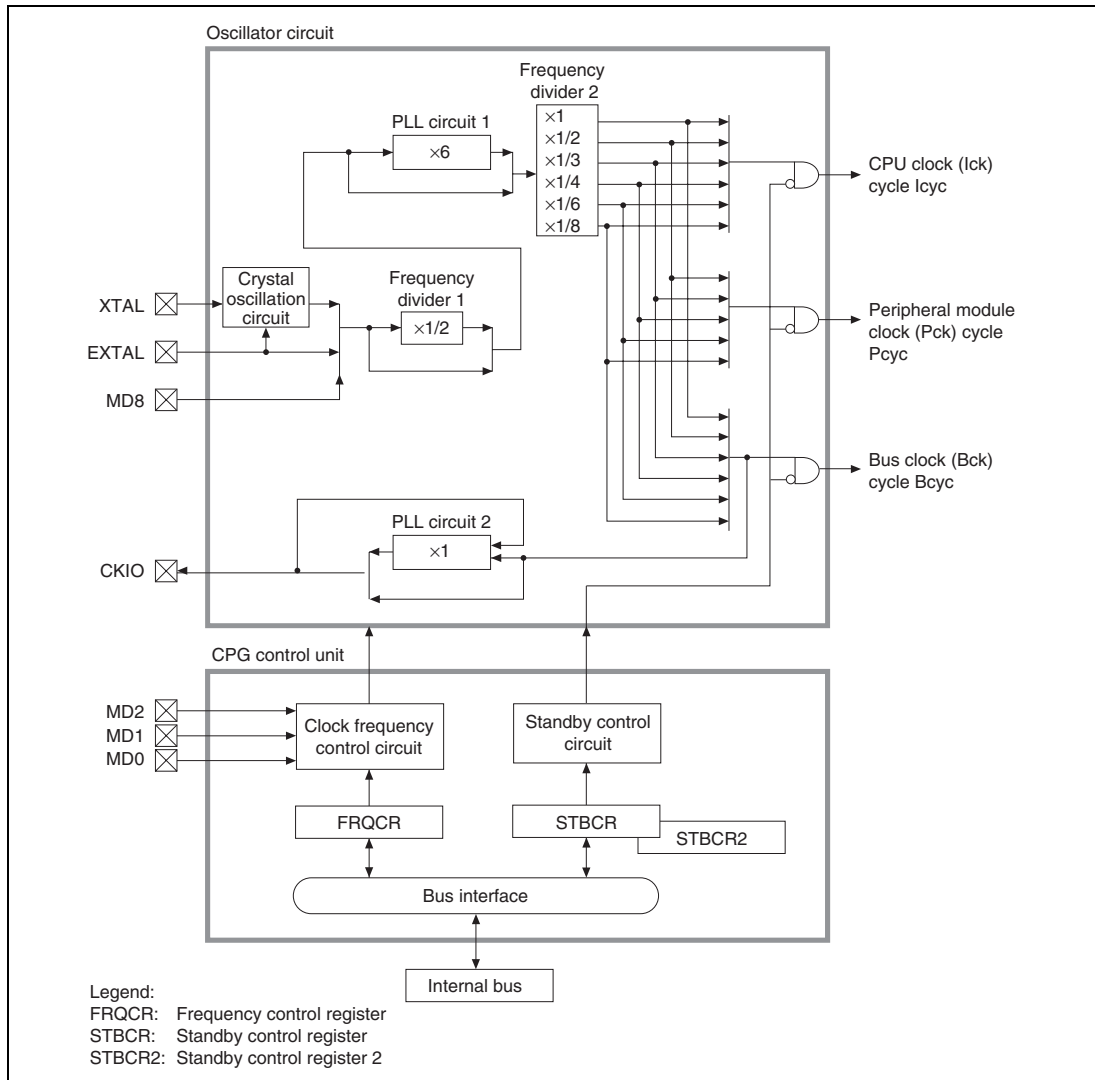 Oscillator circuit
Frequency
divider 2
PLL circuit 1
×6
×1
×1/2
×1/3
×1/4
×1/6
×1/8
CPU clock (Ick)
cycle Icyc
XTAL
Crystal
oscillation
circuit
Frequency
divider 1
×1/2
EXTAL
MD8
Peripheral module
clock (Pck) cycle
Pcyc
Bus clock (Bck)
cycle Bcyc
PLL circuit 2
×1
CKIO
CPG control unit
MD2
MD1
MD0
Clock frequency
control circuit
Standby control
circuit
FRQCR
STBCR
STBCR2
Bus interface
Internal bus
Legend:
FRQCR: Frequency control register
STBCR: Standby control register
STBCR2: Standby control register 2